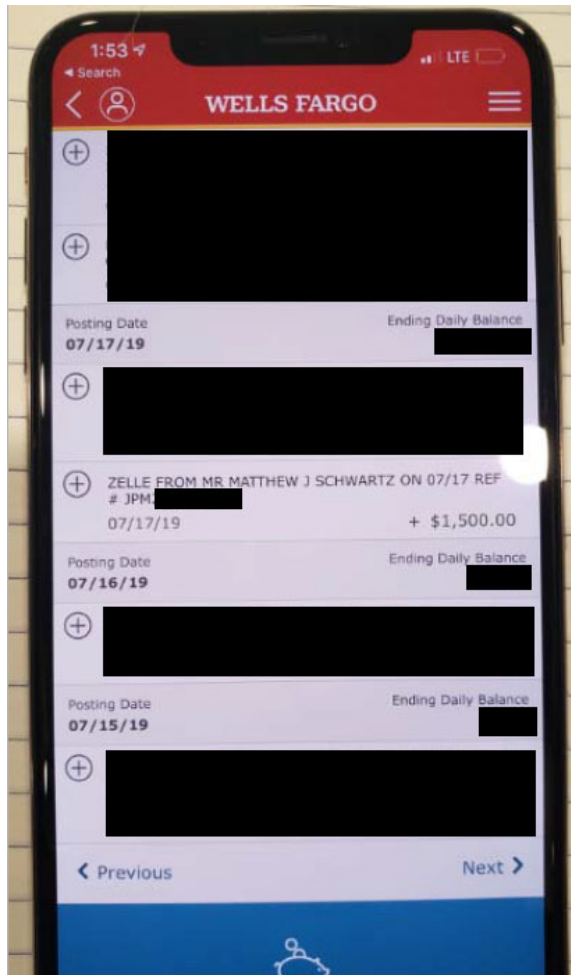 1:53
LTE
Search
WELLS FARGO
Posting Date
Ending Daily Balance
07/17/19
ZELLE FROM MR MATTHEW J SCHWARTZ ON 07/17 REF
# JPM
07/17/19
+ $1,500.00
Posting Date
Ending Daily Balance
07/16/19
Posting Date
Ending Daily Balance
07/15/19
Previous
Next